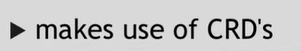 ▶ makes use of CRD's